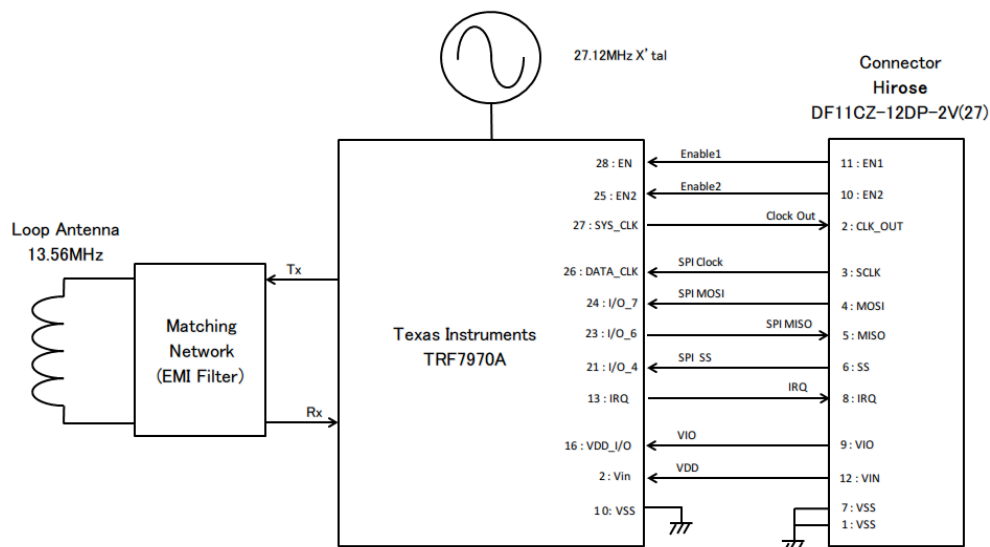 27.12MHz X'tal
Connector
Hirose
DF11CZ-12DP-2V(27)
Loop Antenna
13.56MHz
Matching
Network
(EMI Filter)
Tx
Rx
Texas Instruments
TRF7970A
28 : EN
Enable1
11 : EN1
25 : EN2
Enable2
10 : EN2
27 : SYS_CLK
Clock Out
2 : CLK_OUT
26 : DATA_CLK
SPI Clock
3 : SCLK
24 : I/O_7
SPI MOSI
4 : MOSI
23 : I/O_6
SPI MISO
5 : MISO
21 : I/O_4
SPI SS
6 : SS
13 : IRQ
IRQ
8 : IRQ
16 : VDD_I/O
VIO
9 : VIO
2 : Vin
VDD
12 : VIN
10 : VSS
7 : VSS
1 : VSS